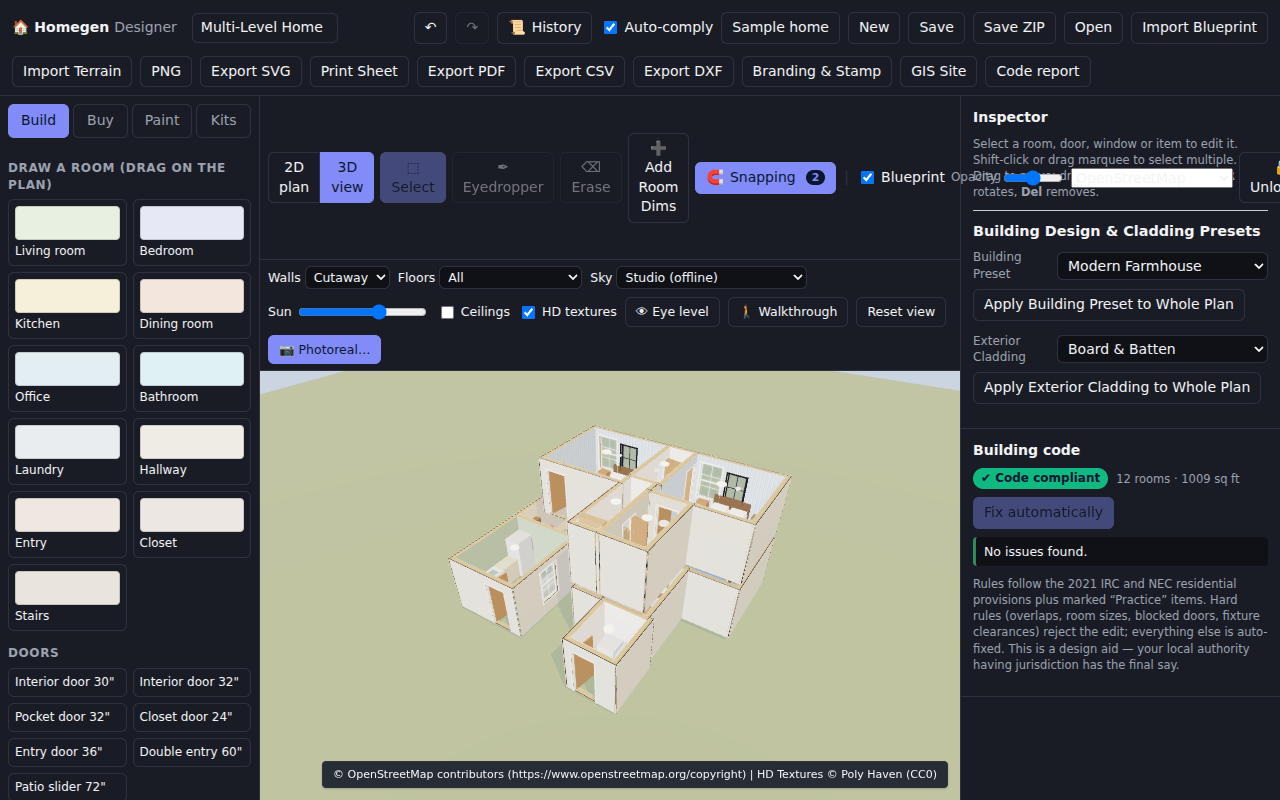 🏠 Homegen Designer
Multi-Level Home
↶
↷
📜 History
Auto-comply
Sample home
New
Save
Save ZIP
Open
Import Blueprint
Import Terrain
PNG
Export SVG
Print Sheet
Export PDF
Export CSV
Export DXF
Branding & Stamp
GIS Site
Code report
Build
Buy
Paint
Kits
DRAW A ROOM (DRAG ON THE
PLAN)
Living room
Bedroom
Kitchen
Dining room
Office
Bathroom
Laundry
Hallway
Entry
Closet
Stairs
DOORS
Interior door 30"
Interior door 32"
Pocket door 32"
Closet door 24"
Entry door 36"
Double entry 60"
Patio slider 72"
2D
plan
3D
view
Select
Eyedropper
Erase
Add
Room
Dims
Snapping 2
Blueprint
Opacity
OpenStreetMap
Walls Cutaway
Floors All
Sky Studio (offline)
Sun
Ceilings
HD textures
👁 Eye level
🚶 Walkthrough
Reset view
📷 Photoreal…
© OpenStreetMap contributors (https://www.openstreetmap.org/copyright) | HD Textures © Poly Haven (CC0)
Inspector
Select a room, door, window or item to edit it.
Shift-click or drag marquee to select multiple.
rotates, Del removes.
Building Design & Cladding Presets
Building
Preset
Modern Farmhouse
Apply Building Preset to Whole Plan
Exterior
Cladding
Board & Batten
Apply Exterior Cladding to Whole Plan
Building code
✔ Code compliant
12 rooms · 1009 sq ft
Fix automatically
No issues found.
Rules follow the 2021 IRC and NEC residential
provisions plus marked “Practice” items. Hard
rules (overlaps, room sizes, blocked doors, fixture
clearances) reject the edit; everything else is auto-
fixed. This is a design aid — your local authority
having jurisdiction has the final say.